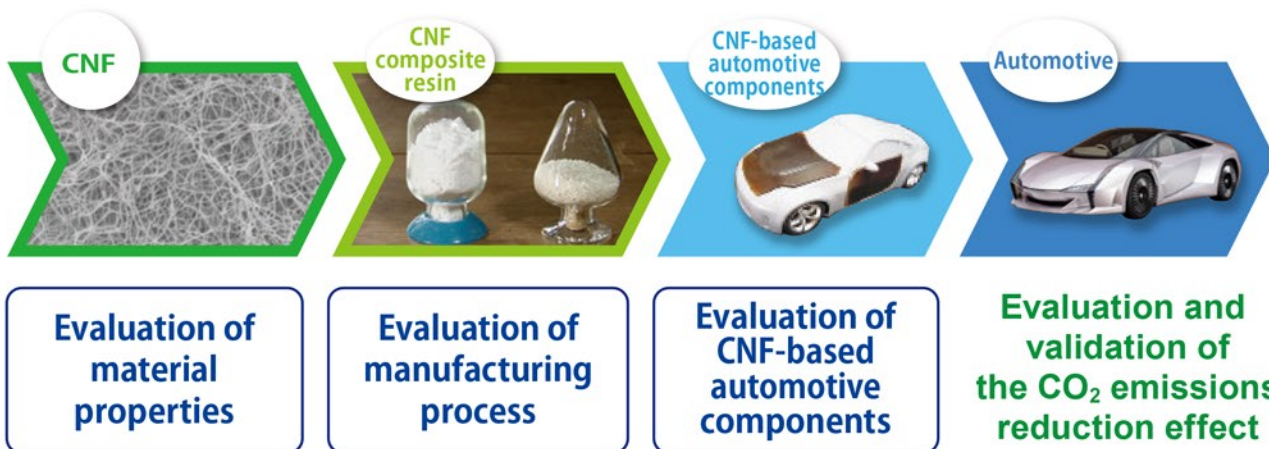 CNF
CNF
composite
resin
CNF-based
automotive
components
Automotive
Evaluation of
material
properties
Evaluation of
manufacturing
process
Evaluation of
CNF-based
automotive
components
Evaluation and
validation of
the CO₂ emissions
reduction effect